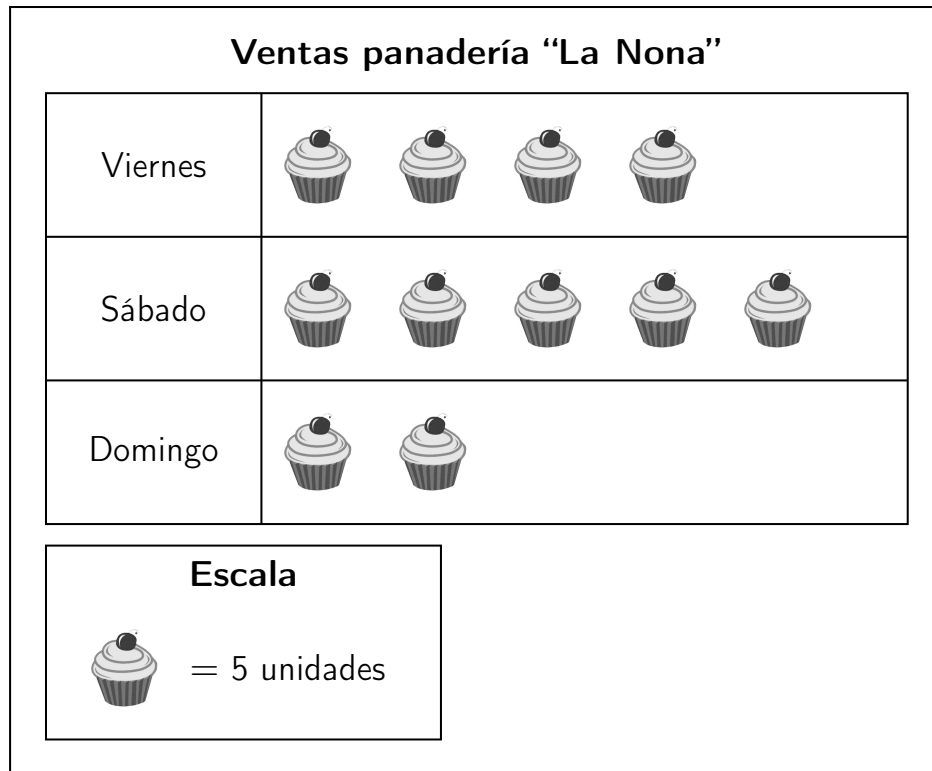 Ventas panadería “La Nona”
Viernes
Sábado
Domingo
Escala
= 5 unidades